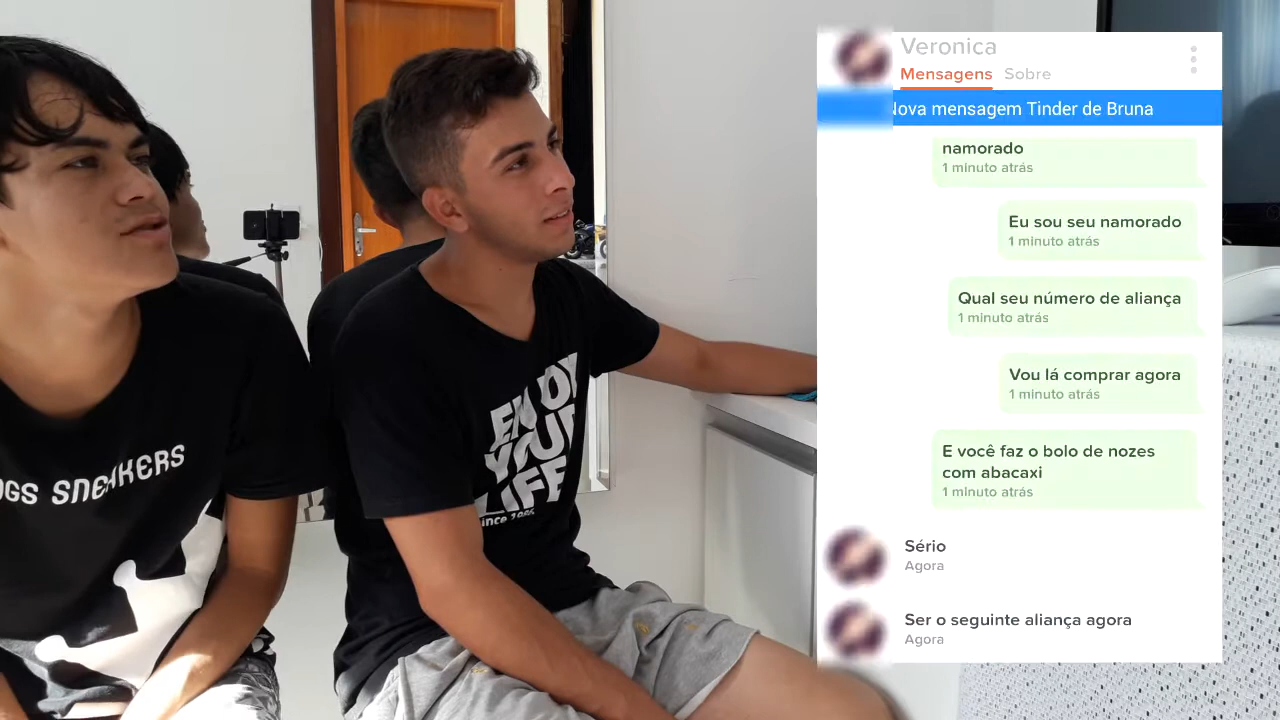 Veronica
Mensagens Sobre
Nova mensagem Tinder de Bruna
namorado
1 minuto atrás
Eu sou seu namorado
1 minuto atrás
Qual seu número de aliança
1 minuto atrás
Vou lá comprar agora
1 minuto atrás
E você faz o bolo de nozes
com abacaxi
1 minuto atrás
Sério
Agora
Ser o seguinte aliança agora
Agora
SNEAKERS
ENJOY
YOUR
LIFE
since